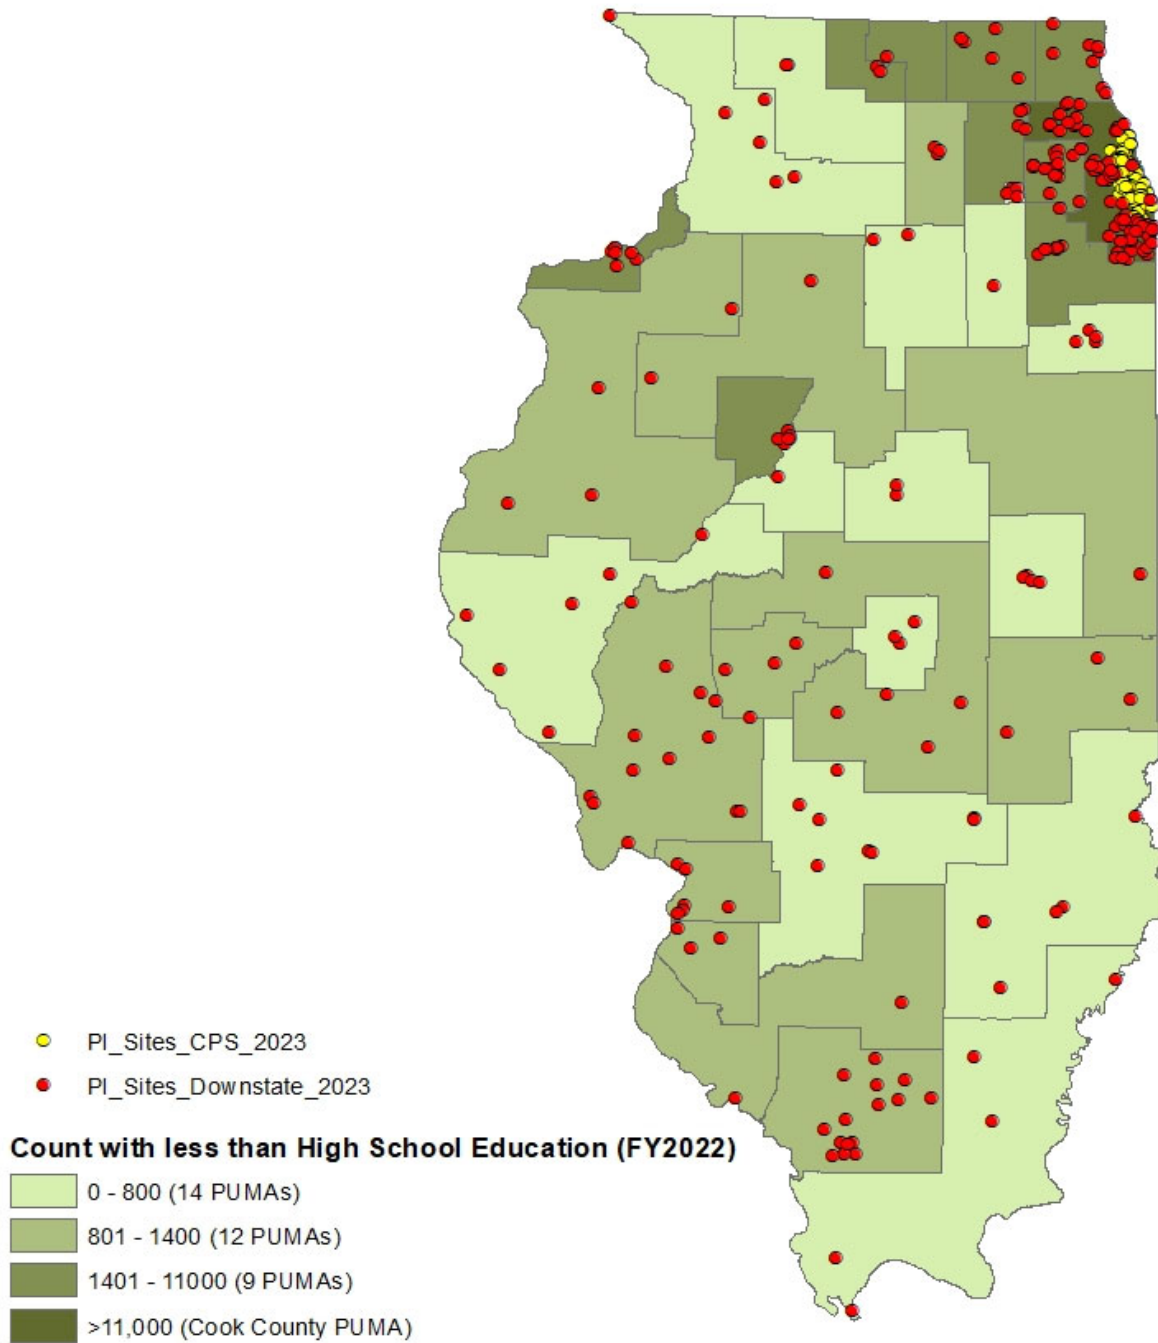 PI_Sites_CPS_2023
PI_Sites_Downstate_2023
Count with less than High School Education (FY2022)
0 - 800 (14 PUMAs)
801 - 1400 (12 PUMAs)
1401 - 11000 (9 PUMAs)
>11,000 (Cook County PUMA)